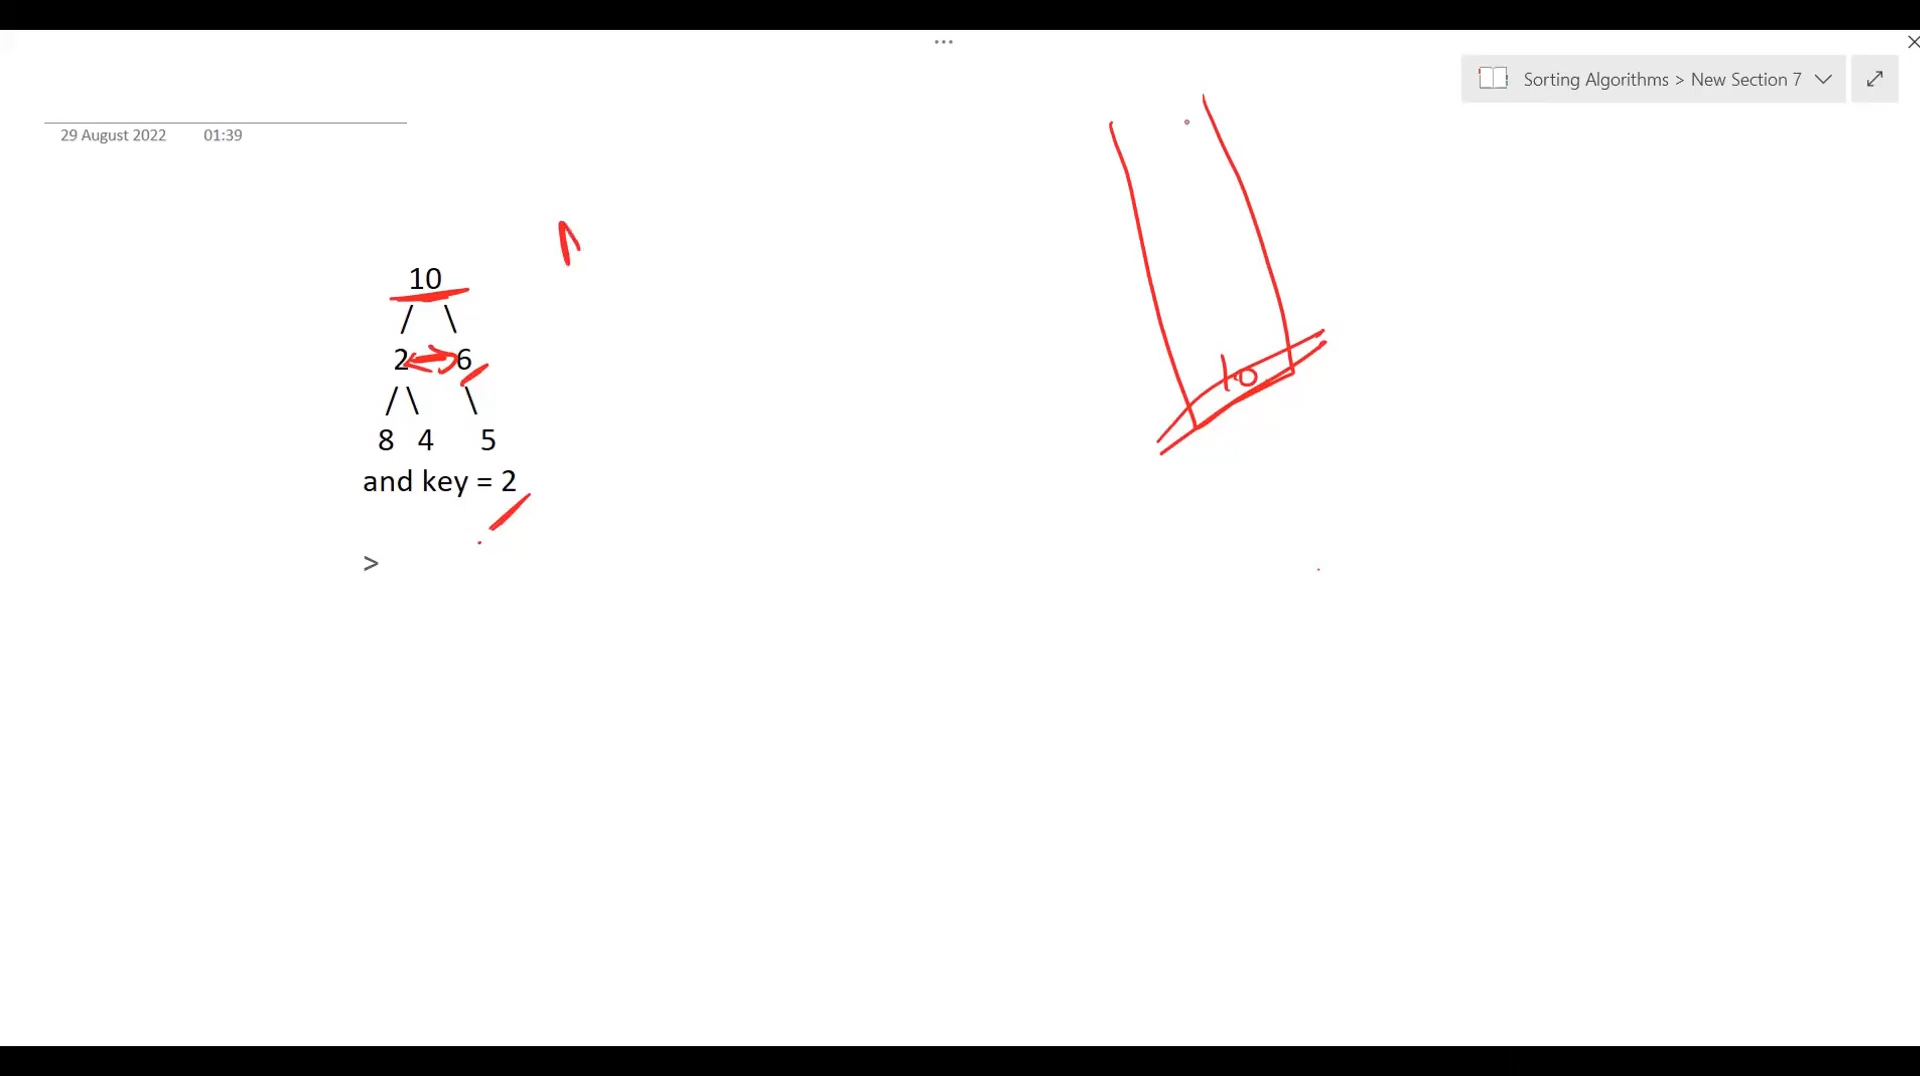 Sorting Algorithms > New Section 7
29 August 2022 01:39
10
/ \
2 6
/ \ \
8 4 5
and key = 2
>
10